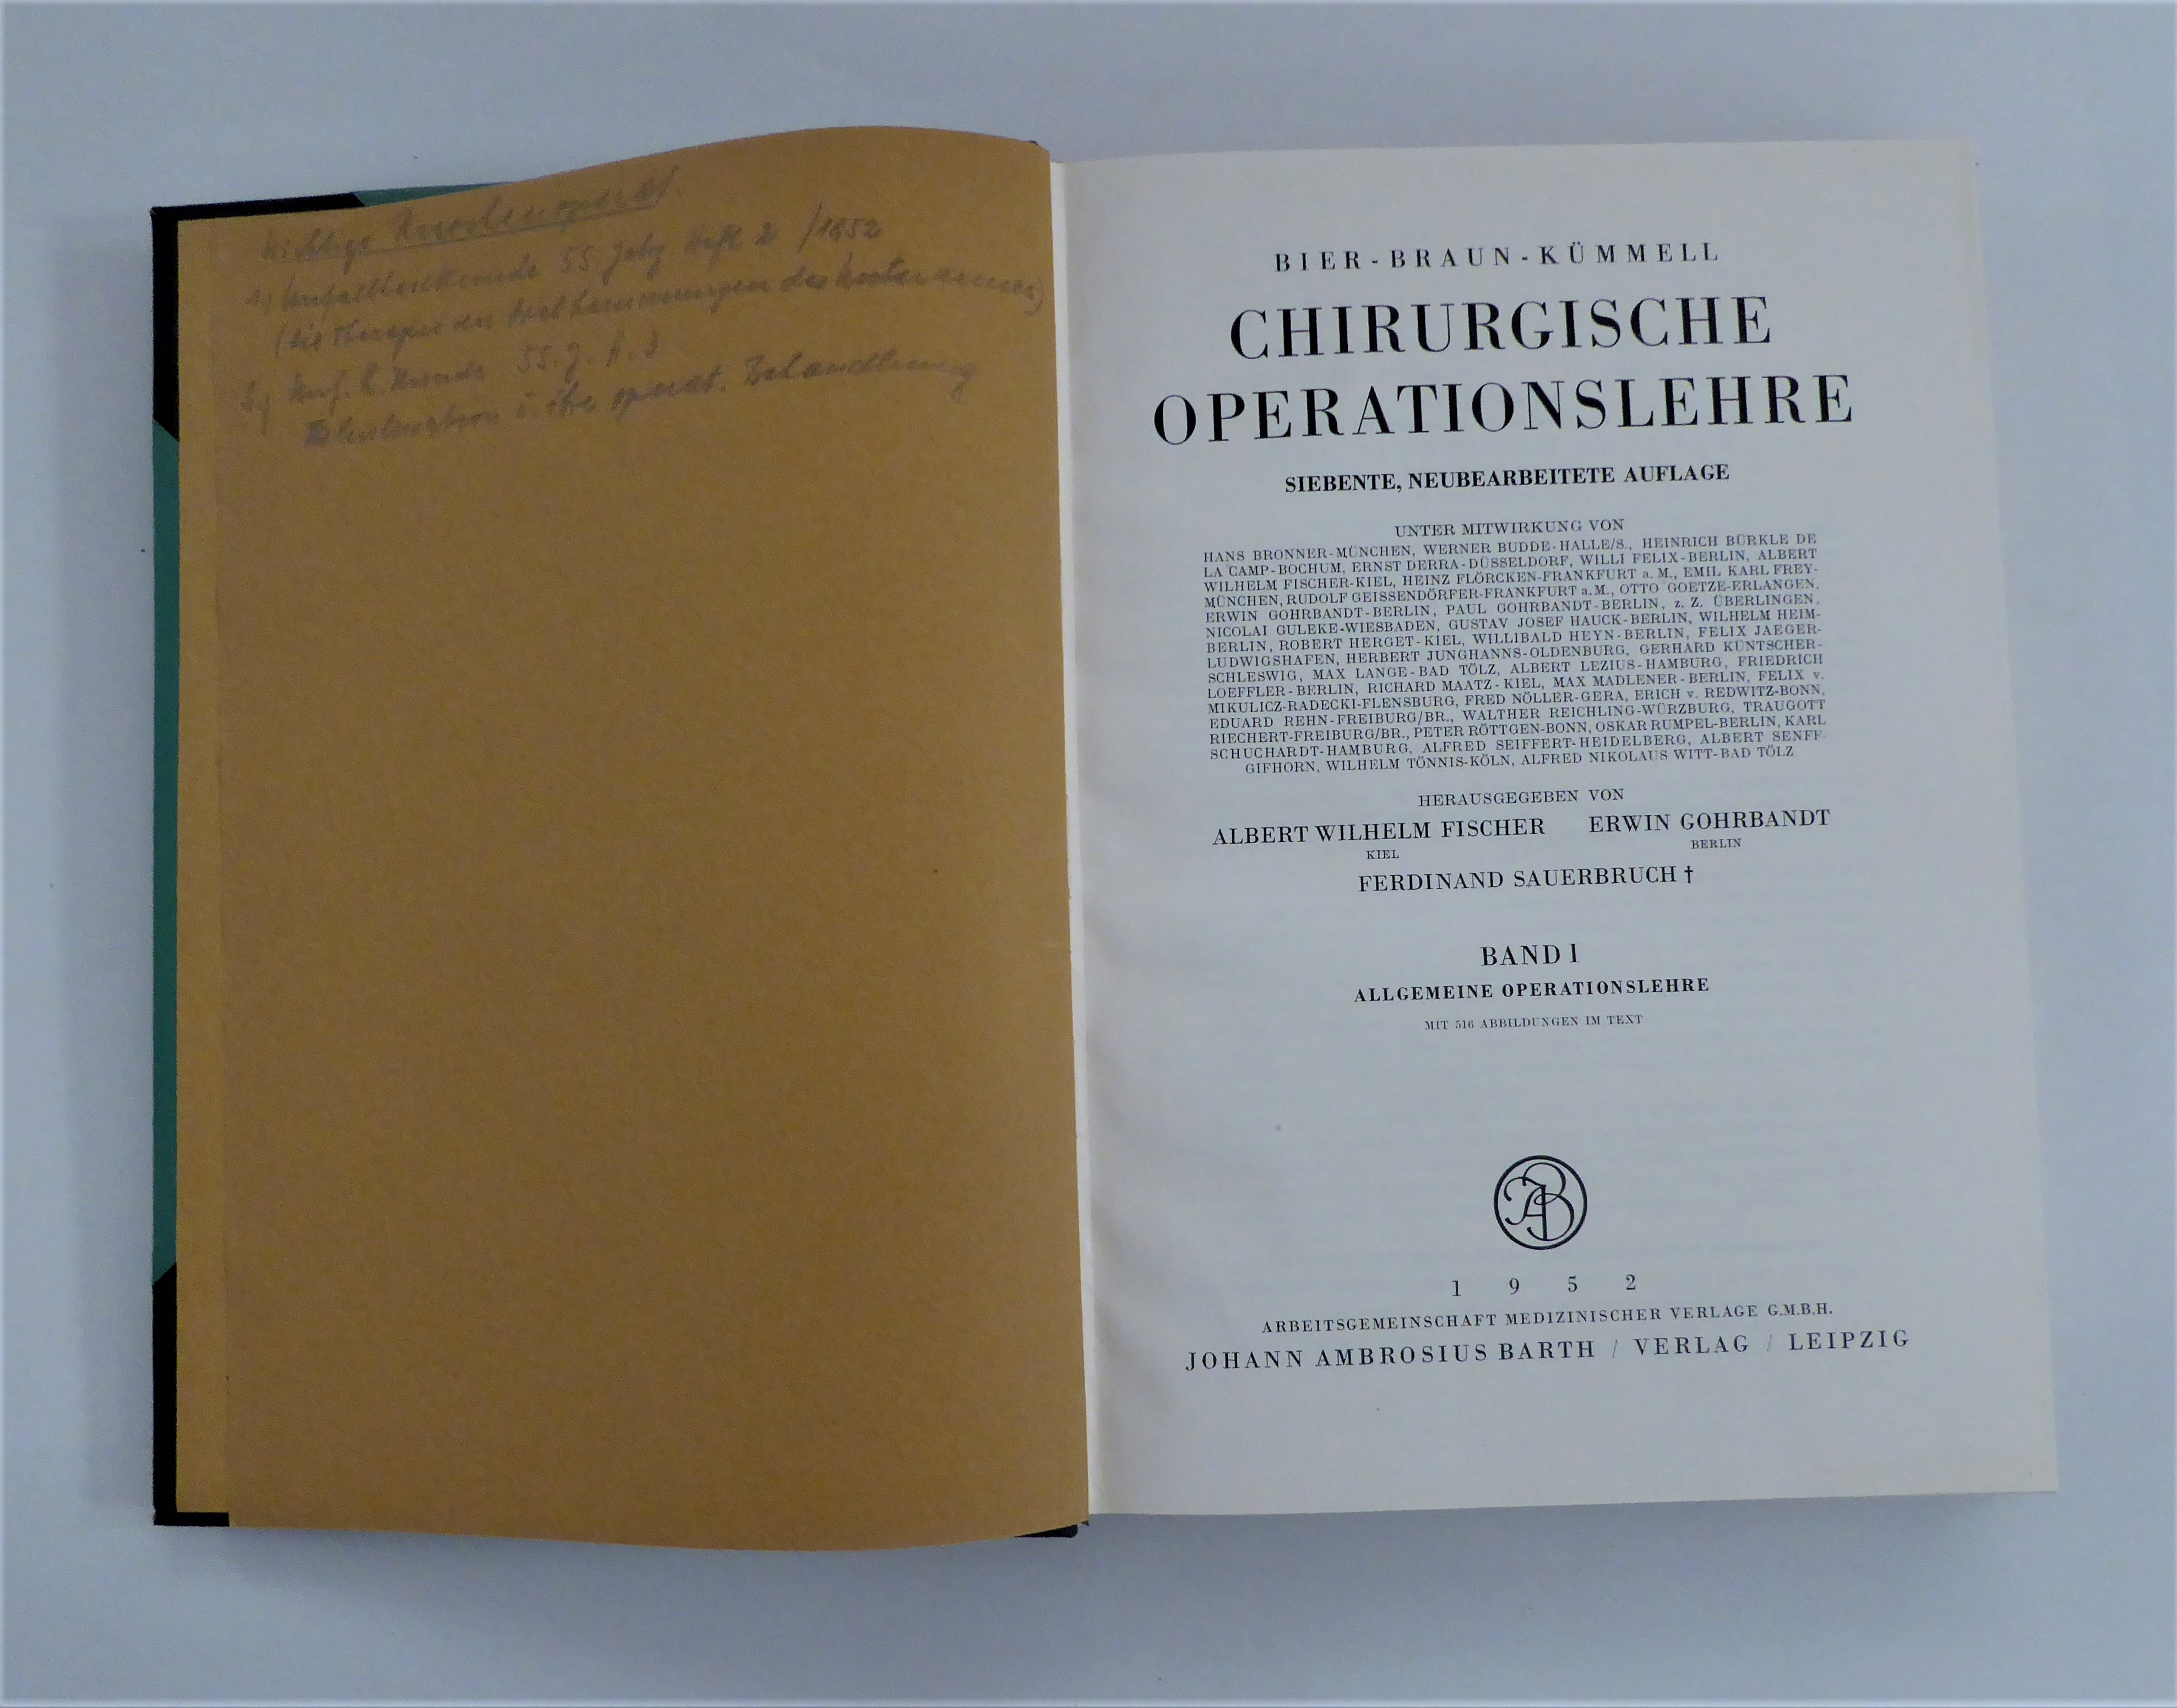 wichtige Knochenoperat.
1) Unfallheilkunde 55. Jahrg Heft 2 /1952
(die Therapie der Drehhemmungen des Unterarmes)
2) Unf. h. Kunde 55. J. H.
u. ihre operat. Behandlung
BIER-BRAUN-KÜMMELL
CHIRURGISCHE
OPERATIONSLEHRE
SIEBENTE, NEUBEARBEITETE AUFLAGE
UNTER MITWIRKUNG VON
HANS BRONNER-MÜNCHEN, WERNER BUDDE-HALLE/S., HEINRICH BÜRKLE DE
LA CAMP-BOCHUM, ERNST DERRA-DÜSSELDORF, WILLI FELIX-BERLIN, ALBERT
WILHELM FISCHER-KIEL, HEINZ FLÖRCKEN-FRANKFURT a. M., EMIL KARL FREY-
MÜNCHEN, RUDOLF GEISSENDÖRFER-FRANKFURT a.M., OTTO GOETZE-ERLANGEN,
ERWIN GOHRBANDT-BERLIN, PAUL GOHRBANDT-BERLIN, z. Z. ÜBERLINGEN,
NICOLAI GULEKE-WIESBADEN, GUSTAV JOSEF HAUCK-BERLIN, WILHELM HEIM-
BERLIN, ROBERT HERGET-KIEL, WILLIBALD HEYN-BERLIN, FELIX JAEGER-
LUDWIGSHAFEN, HERBERT JUNGHANNS-OLDENBURG, GERHARD KÜNTSCHER-
SCHLESWIG, MAX LANGE-BAD TÖLZ, ALBERT LEZIUS-HAMBURG, FRIEDRICH
LOEFFLER-BERLIN, RICHARD MAATZ-KIEL, MAX MADLENER-BERLIN, FELIX v.
MIKULICZ-RADECKI-FLENSBURG, FRED NÖLLER-GERA, ERICH v. REDWITZ-BONN,
EDUARD REHN-FREIBURG/BR., WALTHER REICHLING-WÜRZBURG, TRAUGOTT
RIECHERT-FREIBURG/BR., PETER RÖTTGEN-BONN, OSKAR RUMPEL-BERLIN, KARL
SCHUCHARDT-HAMBURG, ALFRED SEIFFERT-HEIDELBERG, ALBERT SENFF-
GIFHORN, WILHELM TÖNNIS-KÖLN, ALFRED NIKOLAUS WITT-BAD TÖLZ
HERAUSGEGEBEN VON
ALBERT WILHELM FISCHER ERWIN GOHRBANDT
KIEL BERLIN
FERDINAND SAUERBRUCH †
BAND I
ALLGEMEINE OPERATIONSLEHRE
MIT 516 ABBILDUNGEN IM TEXT
JAB
1952
ARBEITSGEMEINSCHAFT MEDIZINISCHER VERLAGE G.M.B.H.
JOHANN AMBROSIUS BARTH / VERLAG / LEIPZIG